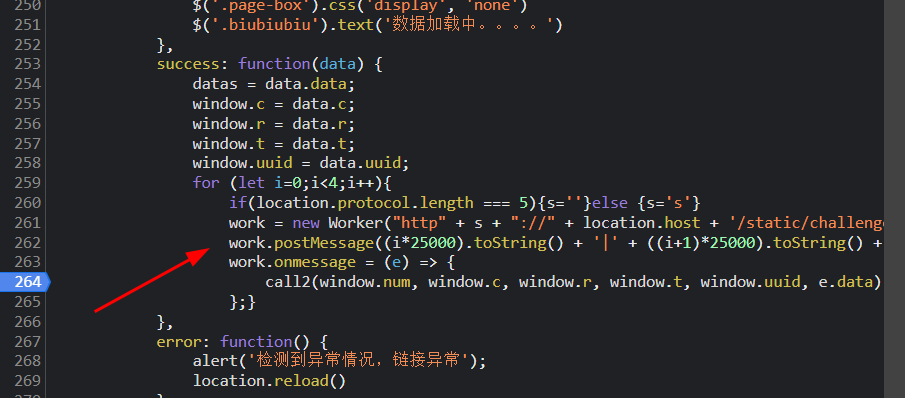 250 $('.page-box').css('display', 'none')
251 $('.biubiubiu').text('数据加载中。。。。')
252 },
253 success: function(data) {
254 datas = data.data;
255 window.c = data.c;
256 window.r = data.r;
257 window.t = data.t;
258 window.uuid = data.uuid;
259 for (let i=0;i<4;i++){
260 if(location.protocol.length === 5){s=''}else {s='s'}
261 work = new Worker("http" + s + "://" + location.host + '/static/challenge
262 work.postMessage((i*25000).toString() + '|' + ((i+1)*25000).toString() +
263 work.onmessage = (e) => {
264 call2(window.num, window.c, window.r, window.t, window.uuid, e.data)
265 };}
266 },
267 error: function() {
268 alert('检测到异常情况，链接异常');
269 location.reload()